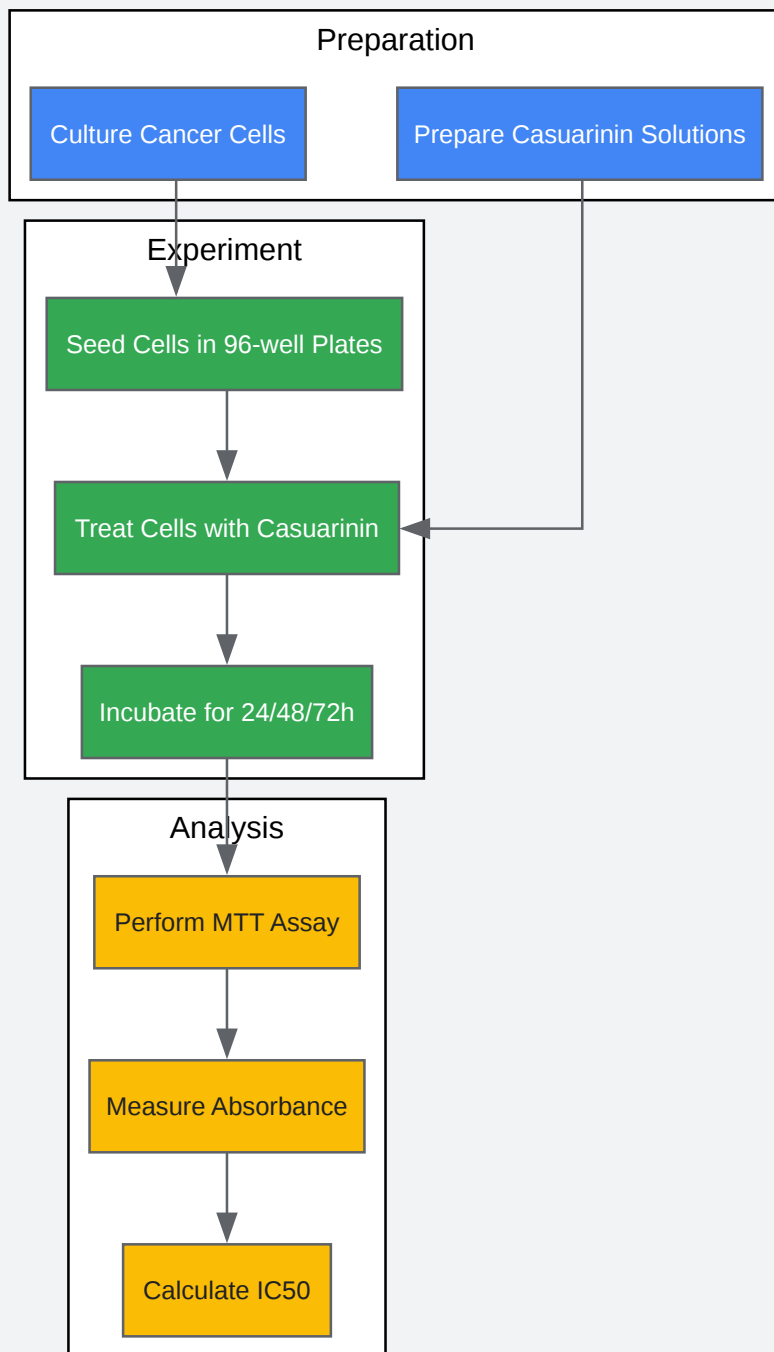 Preparation
Culture Cancer Cells
Prepare Casuarinin Solutions
Experiment
Seed Cells in 96-well Plates
Treat Cells with Casuarinin
Incubate for 24/48/72h
Analysis
Perform MTT Assay
Measure Absorbance
Calculate IC50